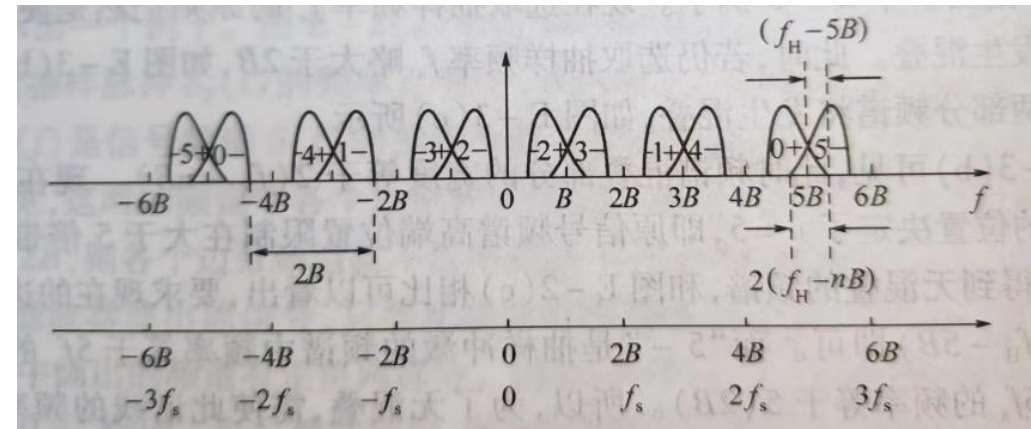 (f_H-5B)
-5+ 0- -4+ 1- -3+ 2- -2+ 3- -1+ 4- 0+ 5-
-6B -4B -2B 0 B 2B 3B 4B 5B 6B f
2B 2(f_H-nB)
-6B -4B -2B 0 2B 4B 6B
-3f_s -2f_s -f_s 0 f_s 2f_s 3f_s